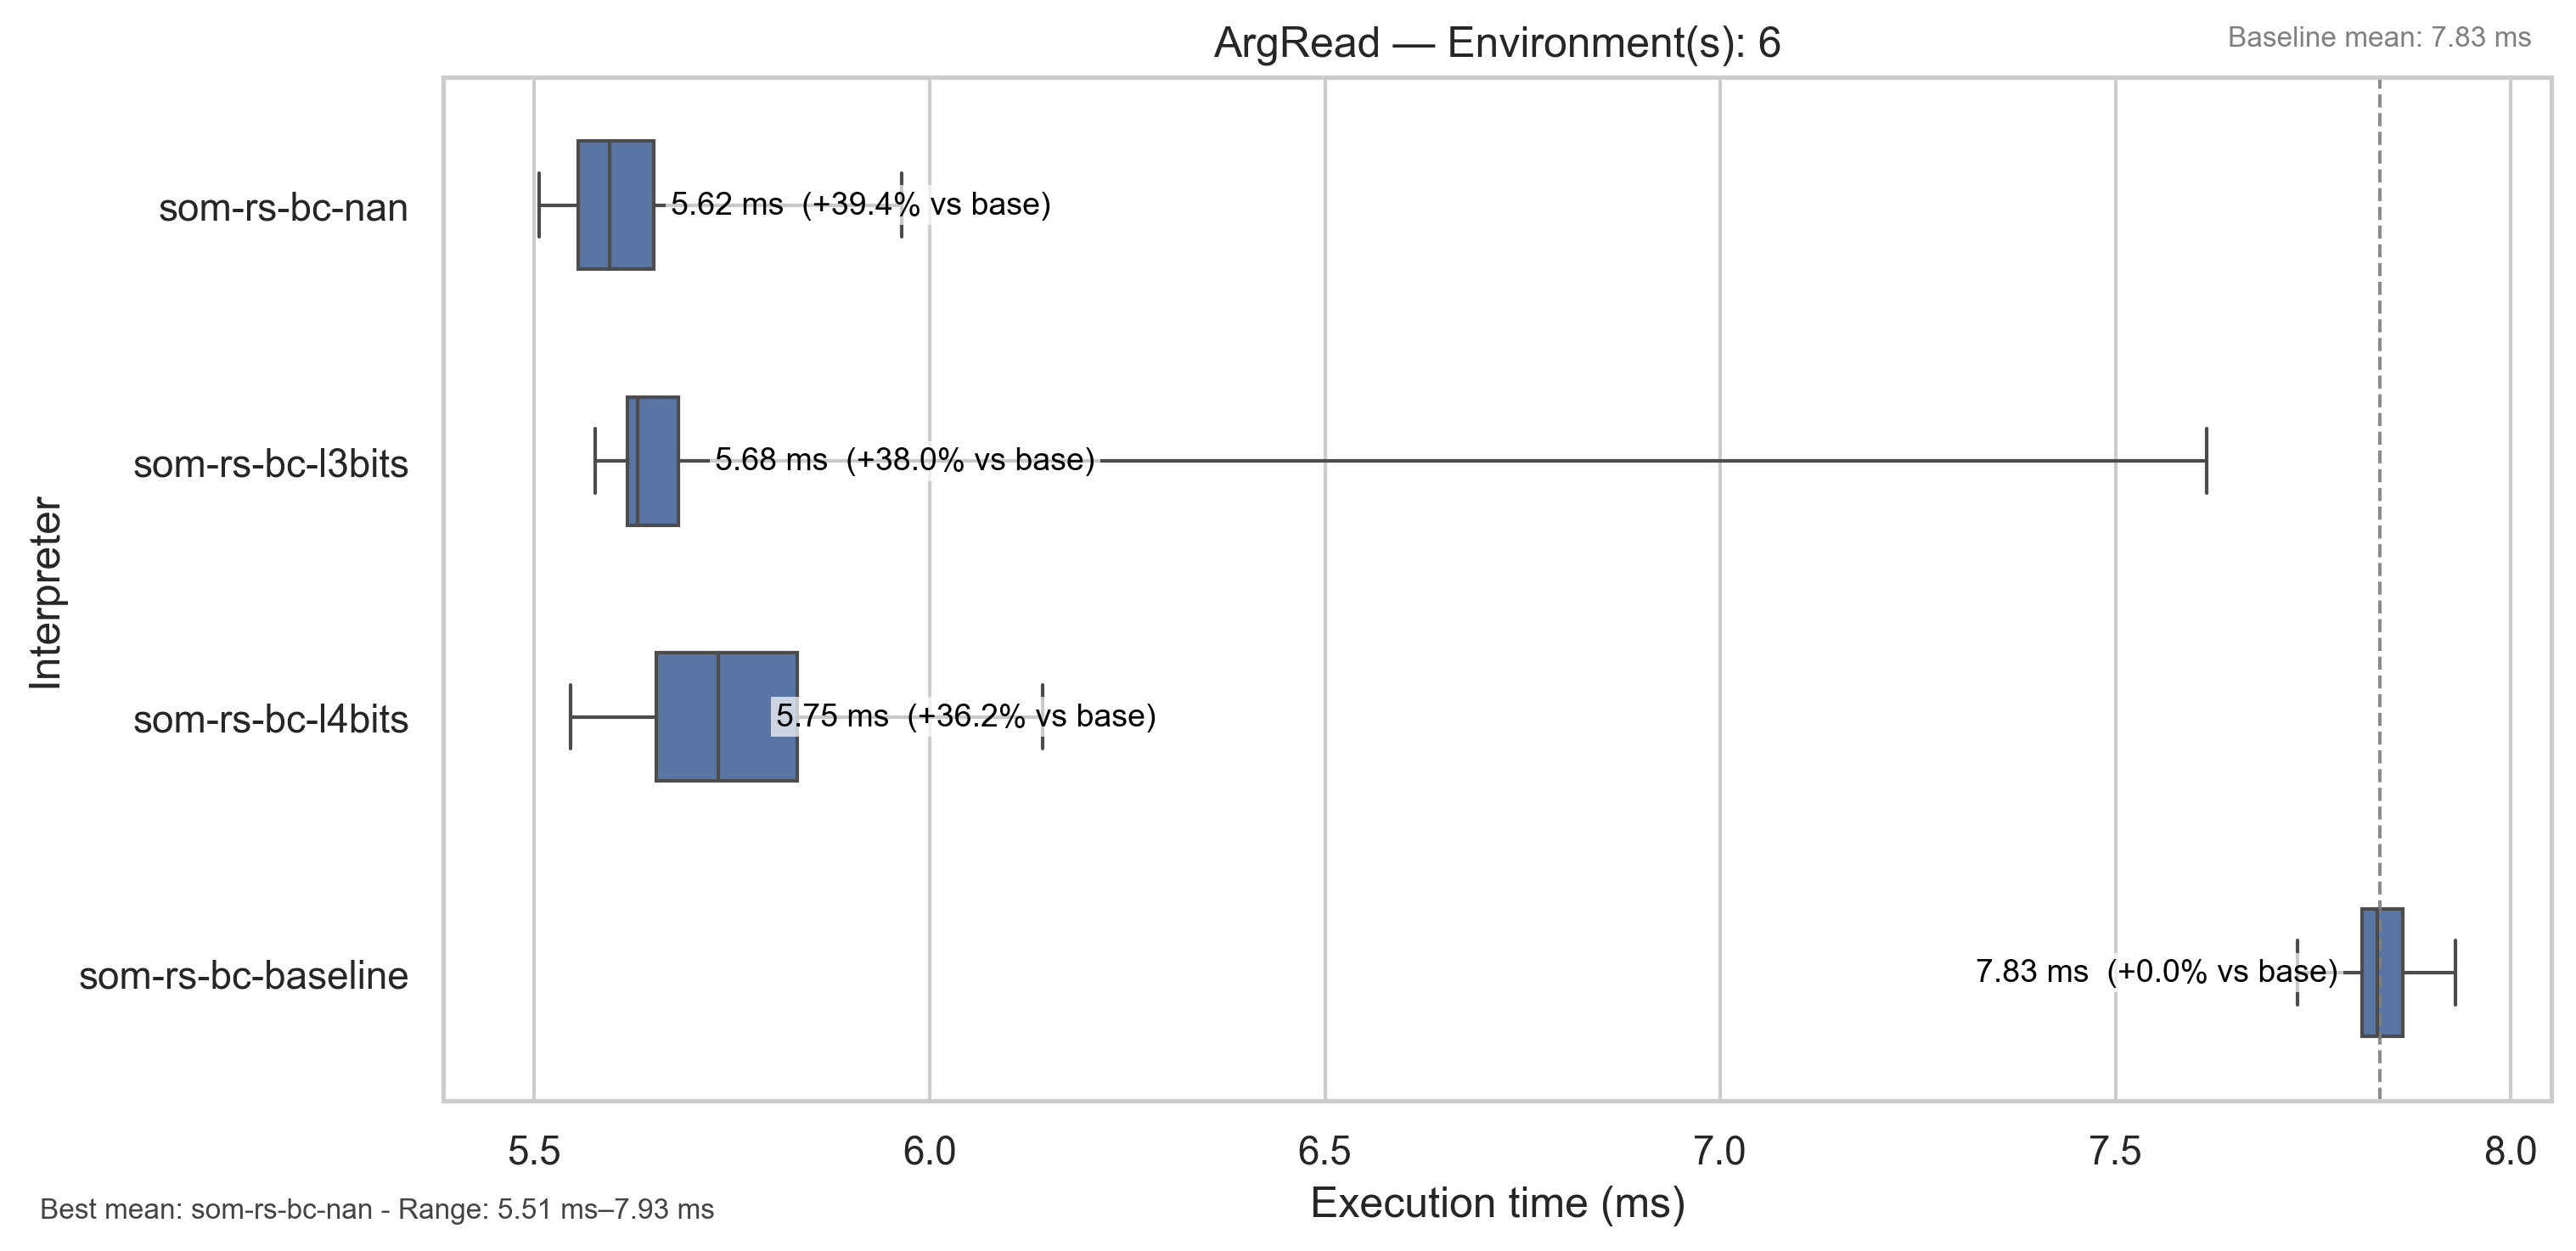 ArgRead — Environment(s): 6
Baseline mean: 7.83 ms
Interpreter
som-rs-bc-nan
5.62 ms (+39.4% vs base)
som-rs-bc-l3bits
5.68 ms (+38.0% vs base)
som-rs-bc-l4bits
5.75 ms (+36.2% vs base)
som-rs-bc-baseline
7.83 ms (+0.0% vs base)
5.5 6.0 6.5 7.0 7.5 8.0
Execution time (ms)
Best mean: som-rs-bc-nan - Range: 5.51 ms–7.93 ms